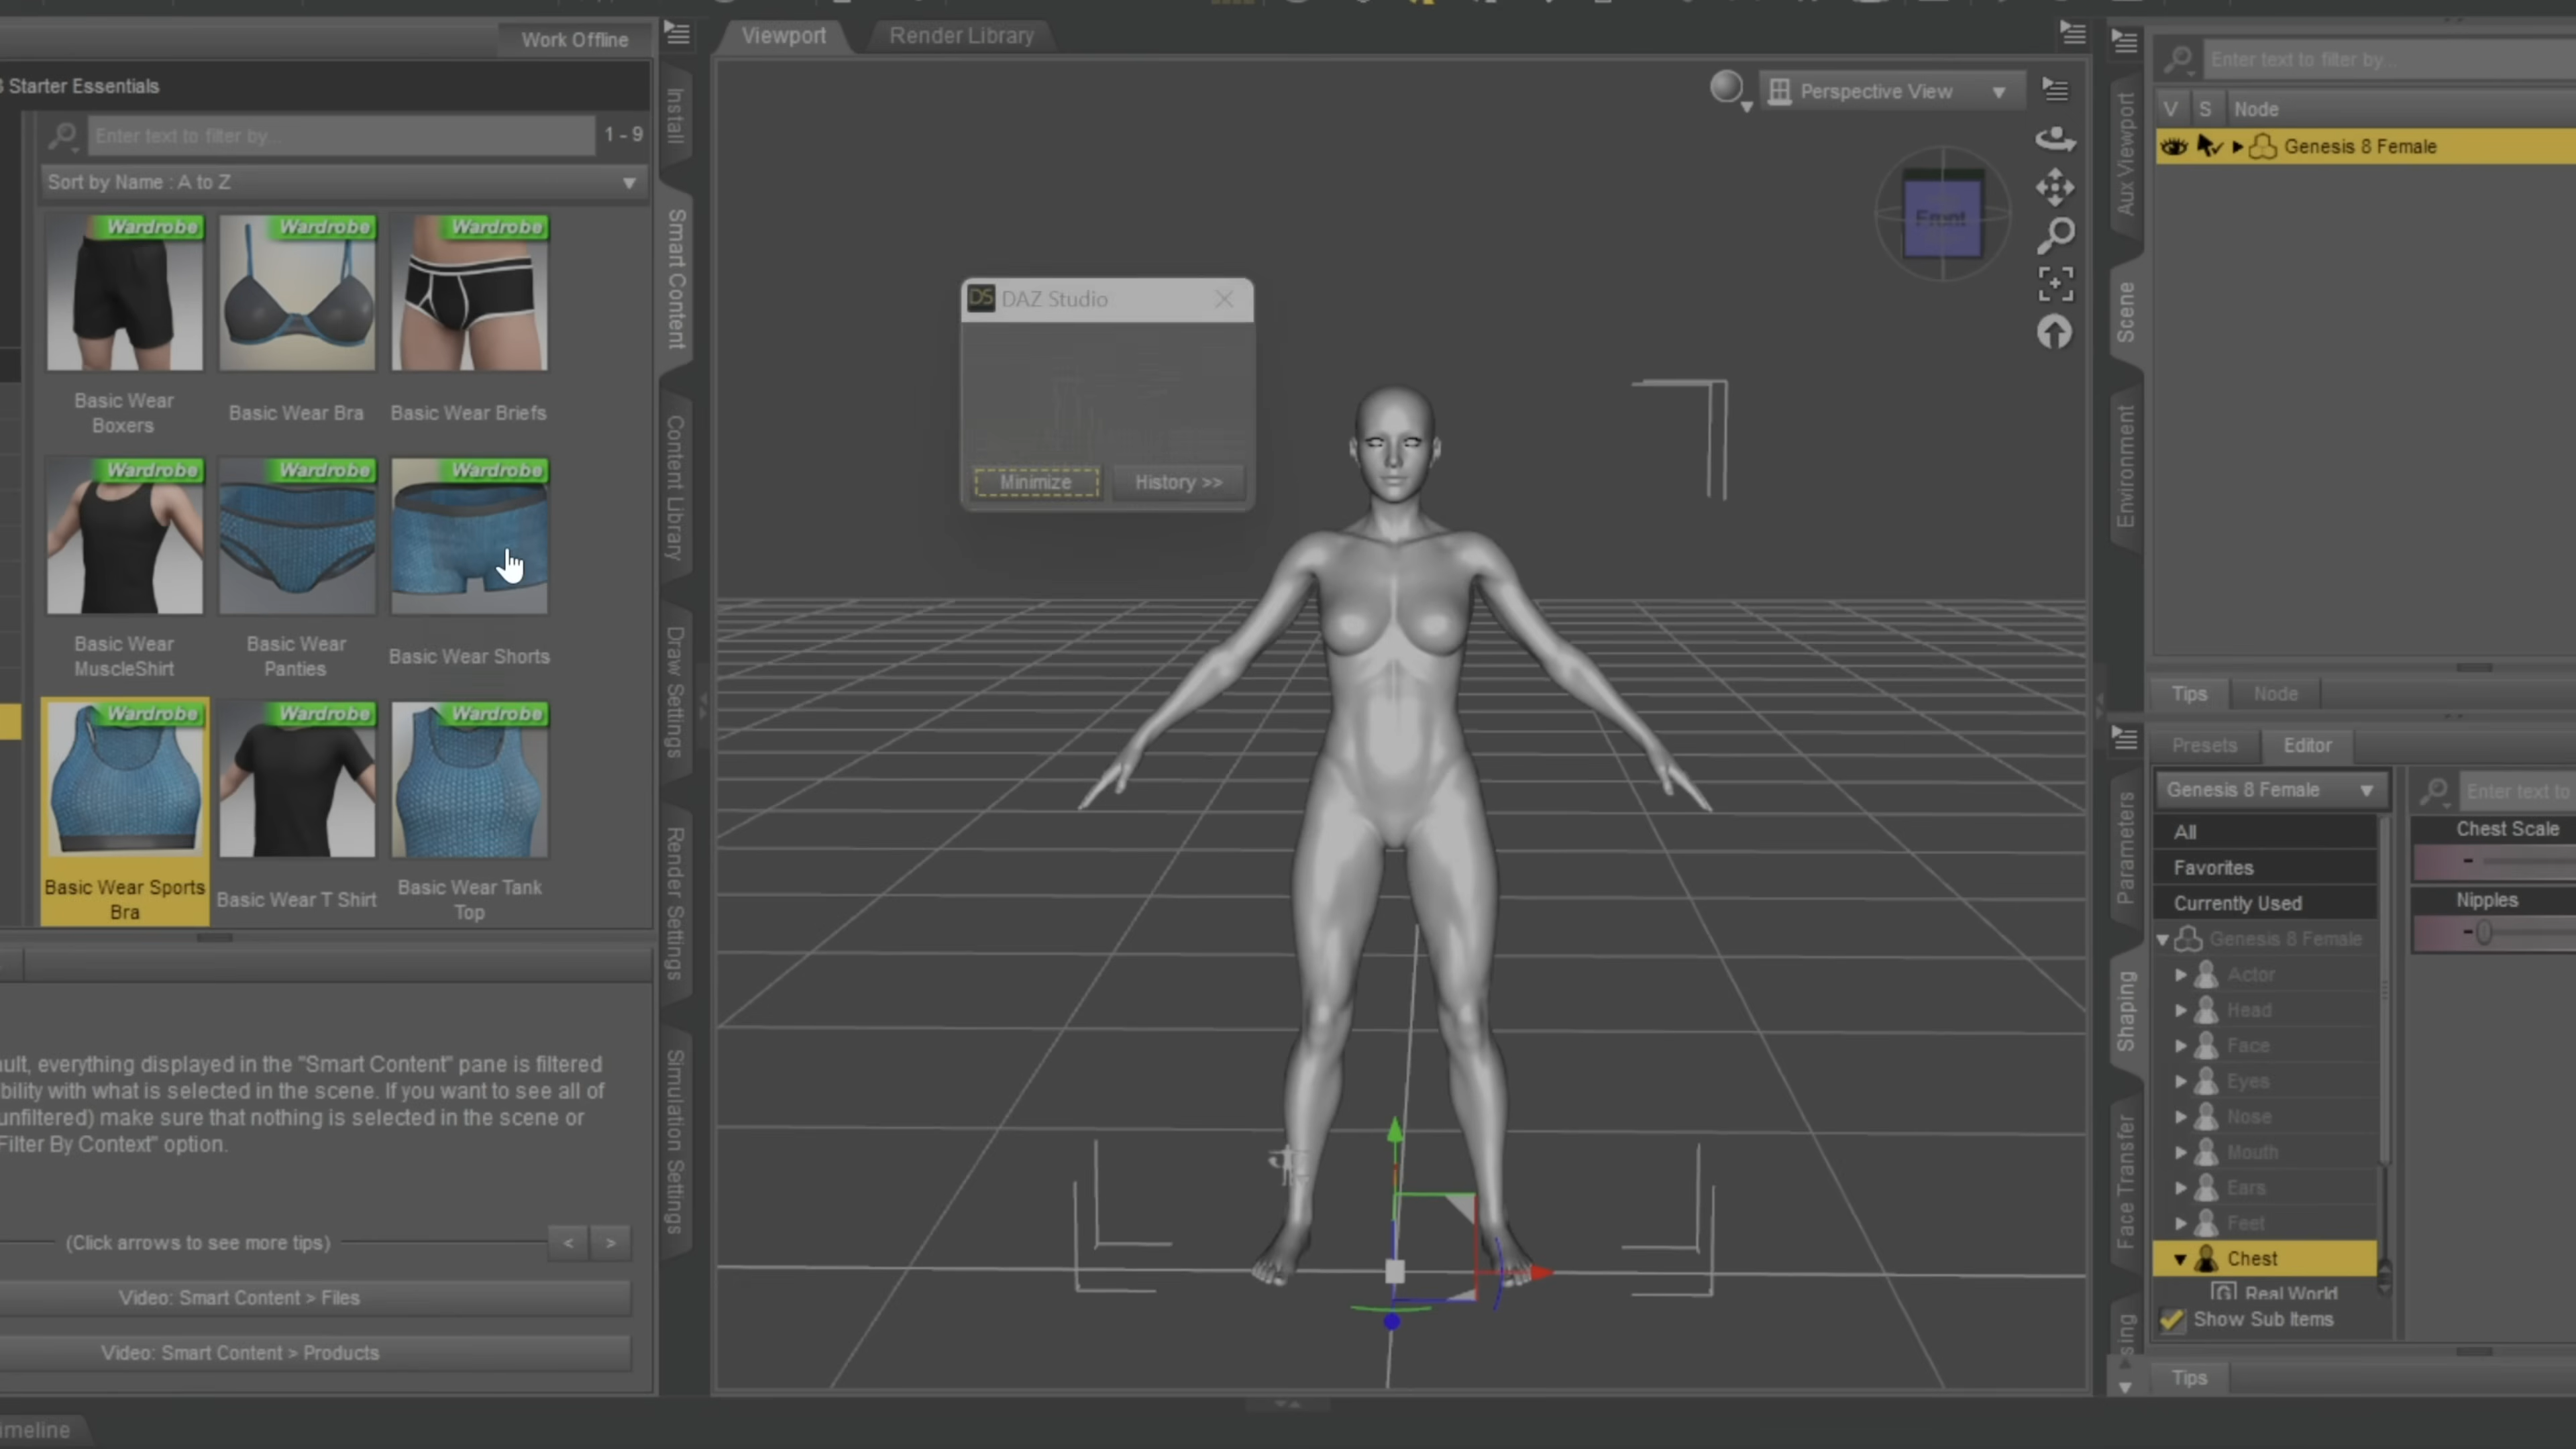 Work Offline
3 Starter Essentials
Enter text to filter by...
1 - 9
Sort by Name : A to Z
Wardrobe
Wardrobe
Wardrobe
Basic Wear
Boxers
Basic Wear Bra
Basic Wear Briefs
Wardrobe
Wardrobe
Wardrobe
Basic Wear
MuscleShirt
Basic Wear
Panties
Basic Wear Shorts
Wardrobe
Wardrobe
Wardrobe
Basic Wear Sports
Bra
Basic Wear T Shirt
Basic Wear Tank
Top
ault, everything displayed in the "Smart Content" pane is filtered
bility with what is selected in the scene. If you want to see all of
unfiltered) make sure that nothing is selected in the scene or
Filter By Context" option.
(Click arrows to see more tips)
<
>
Video: Smart Content > Files
Video: Smart Content > Products
imeline
Install
Smart Content
Content Library
Draw Settings
Render Settings
Simulation Settings
Viewport
Render Library
Perspective View
Front
DS
DAZ Studio
Minimize
History >>
Aux Viewport
Scene
Environment
Enter text to filter by...
V
S
Node
Genesis 8 Female
Tips
Node
Parameters
Shaping
Face Transfer
sing
Presets
Editor
Genesis 8 Female
Enter text to
All
Favorites
Currently Used
Genesis 8 Female
Actor
Head
Face
Eyes
Nose
Mouth
Ears
Feet
Chest
G
Real World
Show Sub Items
Chest Scale
Nipples
Tips